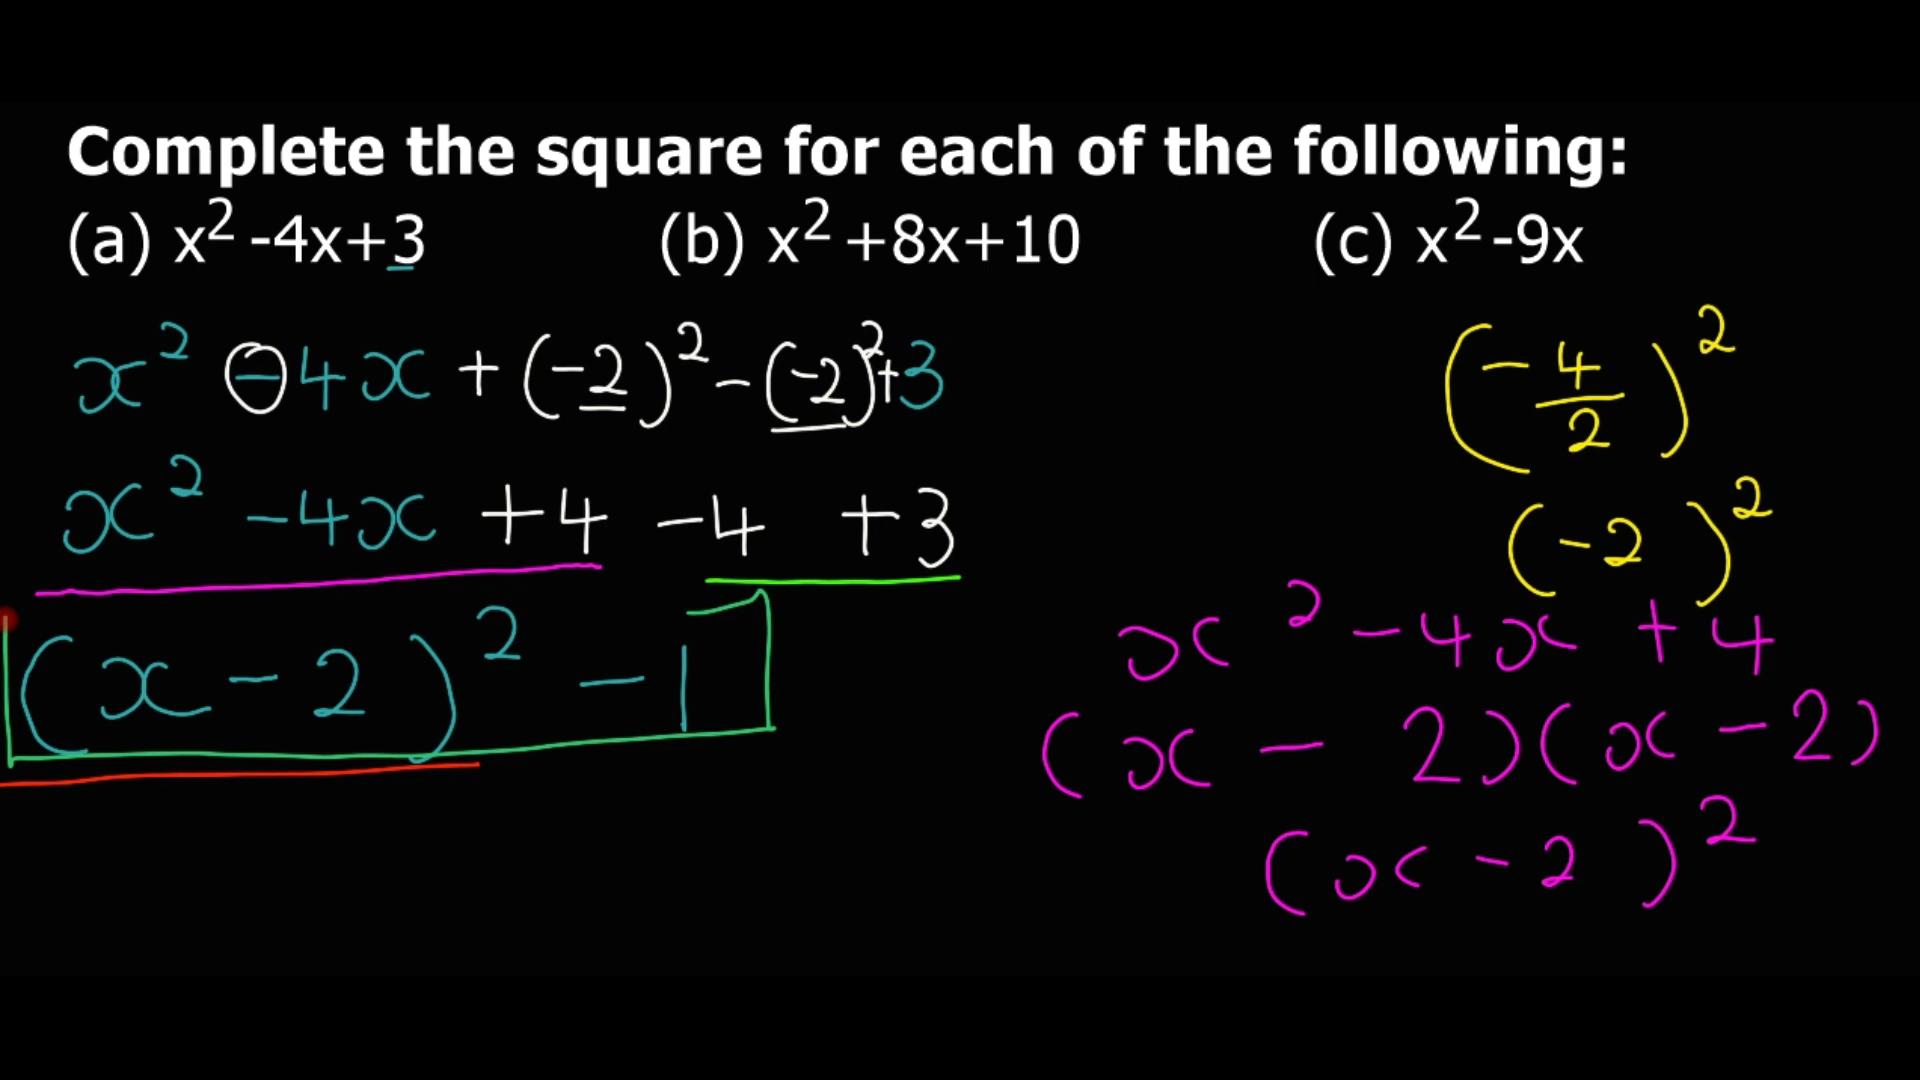 Complete the square for each of the following:
(a) x² -4x+3 (b) x² +8x+10 (c) x² -9x
x² -4x + (-2)² - (-2)² +3
x² -4x +4 -4 +3
(x - 2)² - 1
(-4/2)²
(-2)²
x² - 4x + 4
(x - 2)(x - 2)
(x - 2)²